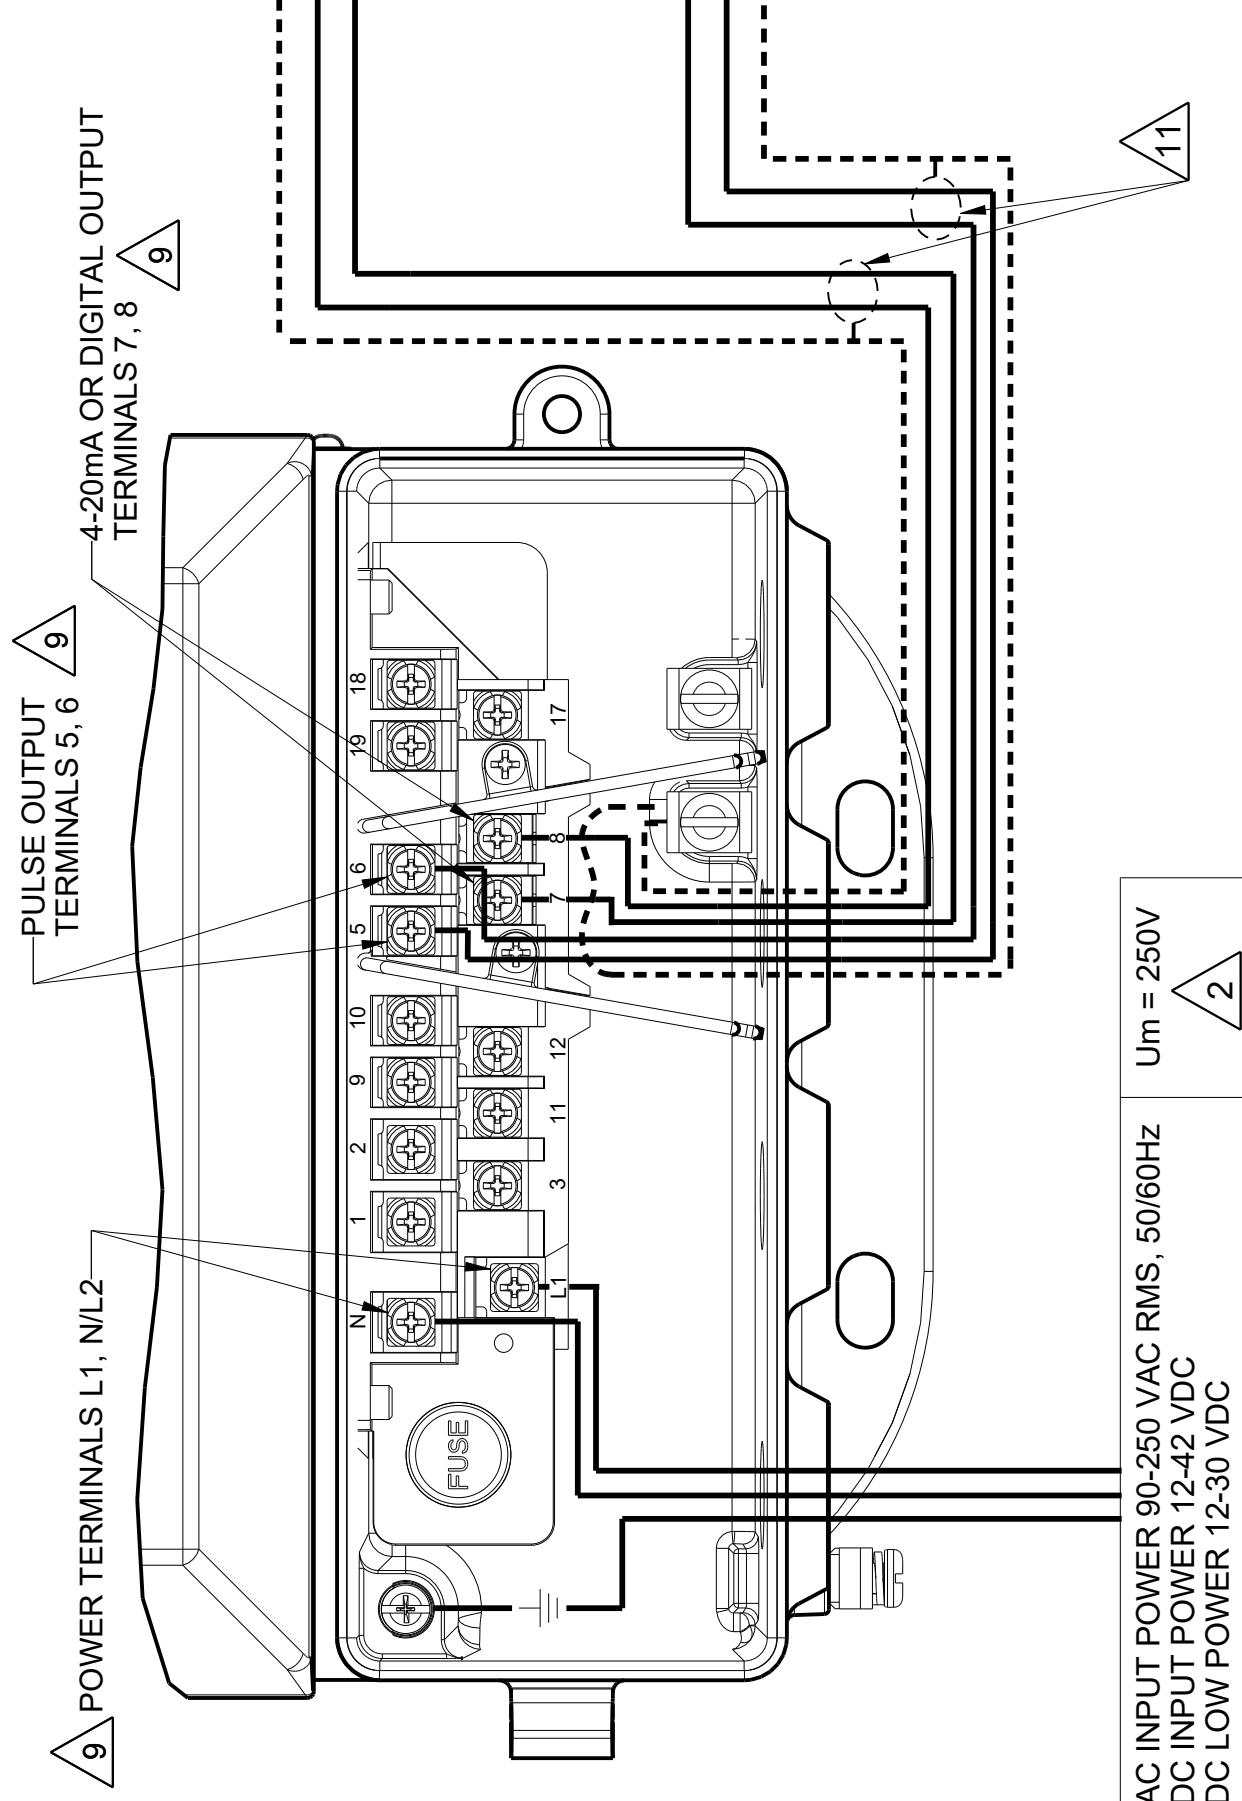 9
POWER TERMINALS L1, N/L2
PULSE OUTPUT
TERMINALS 5, 6
9
4-20mA OR DIGITAL OUTPUT
TERMINALS 7, 8
9
N
1
2
9
10
5
6
19
18
FUSE
L1
3
11
12
7
8
17
11
AC INPUT POWER 90-250 VAC RMS, 50/60Hz
DC INPUT POWER 12-42 VDC
DC LOW POWER 12-30 VDC
Um = 250V
2